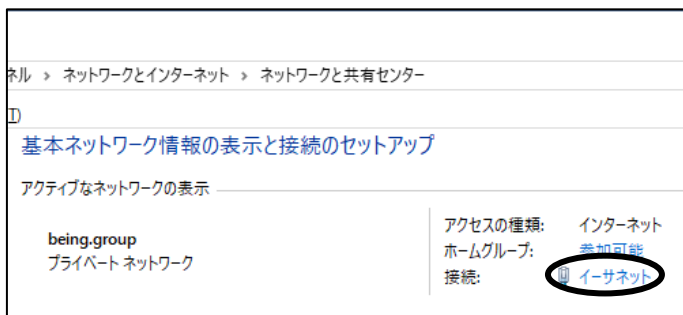 ネル › ネットワークとインターネット › ネットワークと共有センター
T)
基本ネットワーク情報の表示と接続のセットアップ
アクティブなネットワークの表示
being.group
プライベート ネットワーク
アクセスの種類: インターネット
ホームグループ: 参加可能
接続: イーサネット